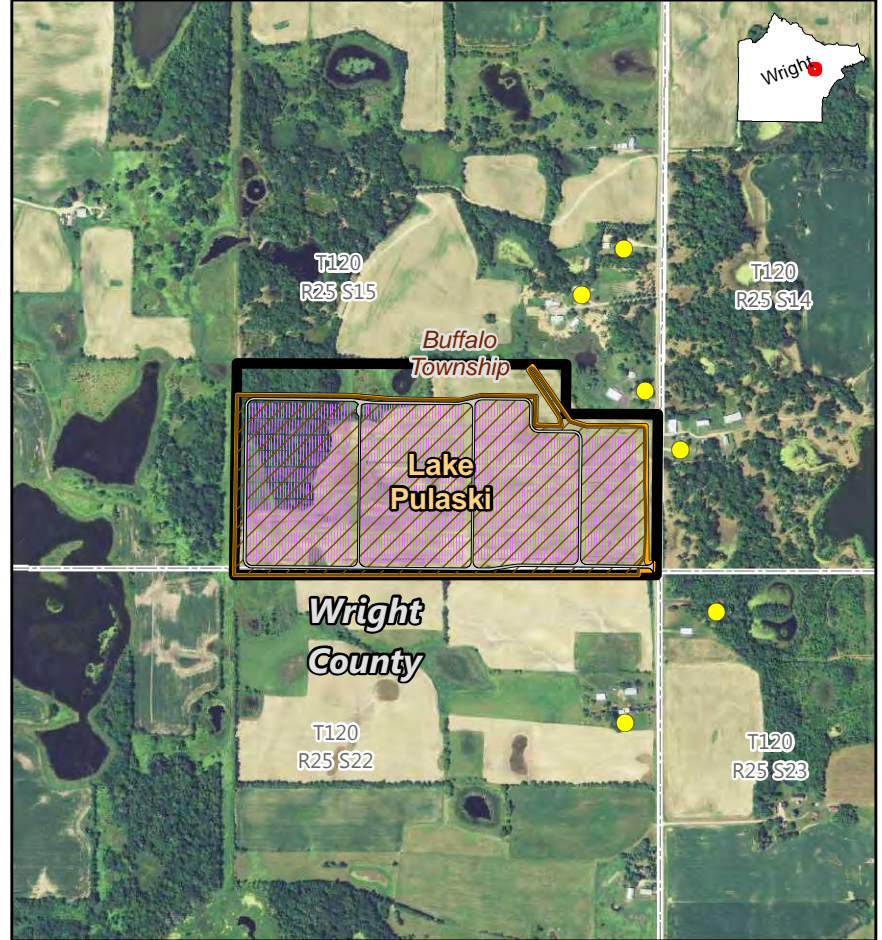 Wright
T120
R25 S15
T120
R25 S14
Buffalo
Township
Lake
Pulaski
Wright
County
T120
R25 S22
T120
R25 S23